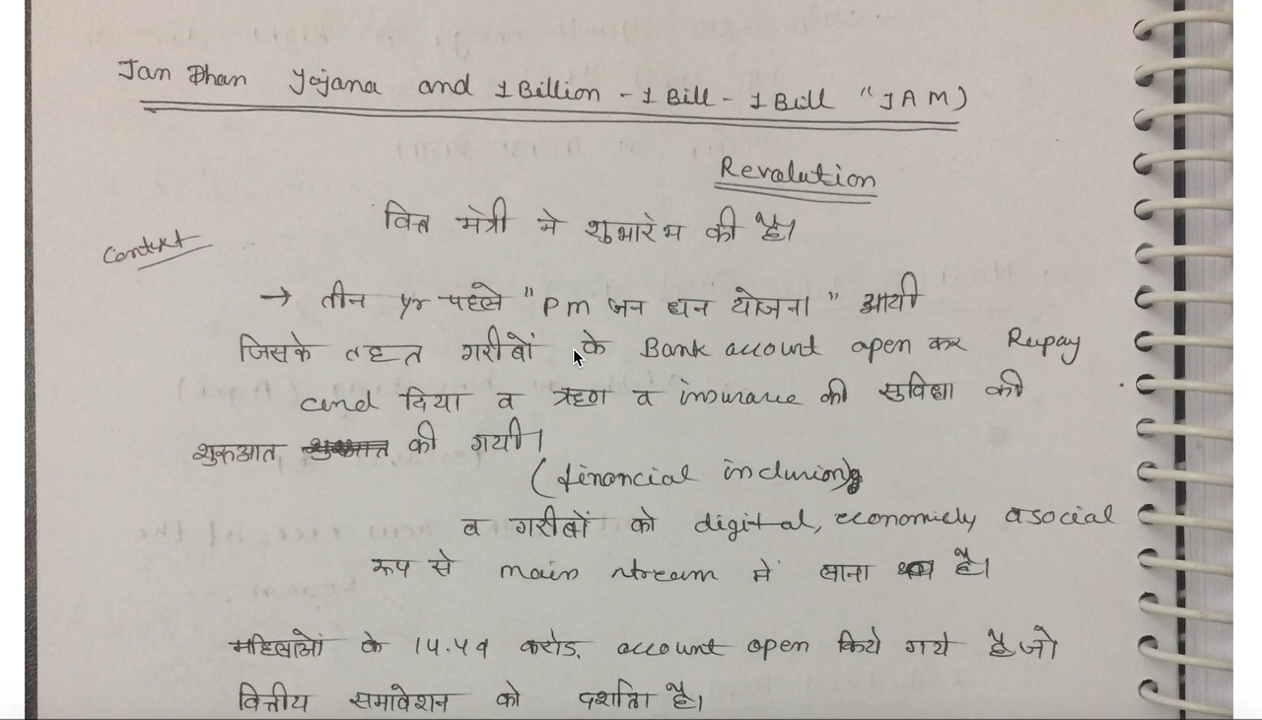 Jan Dhan Yojana and 1 Billion - 1 Bill - 1 Bill "JAM)
Revolution
वित्त मंत्री ने शुभारंभ की है।
Context
→ तीन yr पहले "Pm जन धन योजना" आयी
जिसके तहत गरीबों के Bank account open कर Rupay
card दिया व ऋण व insurance की सुविधा की
शुरुआत की गयी।
(financial inclusion)
व गरीबों को digital, economicly व social
रूप से main stream में लाना है।
महिलाओं के 14.49 करोड़ account open किये गये है जो
वित्तीय समावेशन को दर्शाता है।